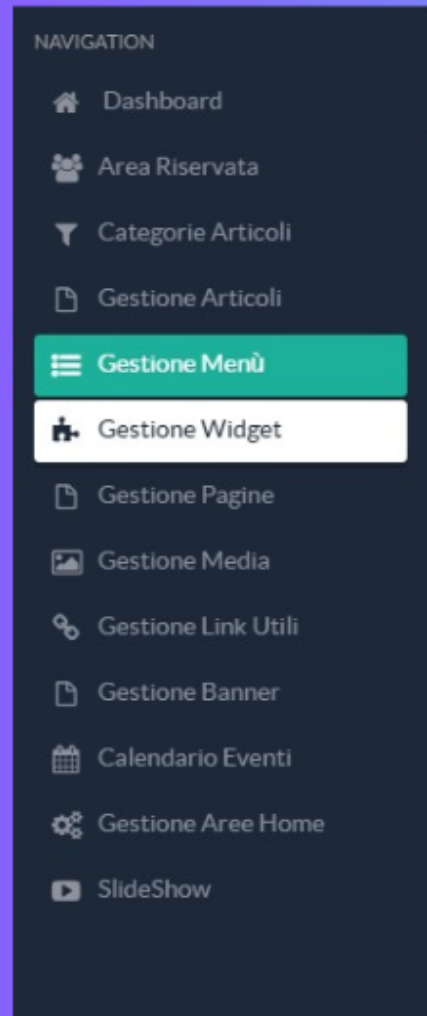 NAVIGATION
Dashboard
Area Riservata
Categorie Articoli
Gestione Articoli
Gestione Menù
Gestione Widget
Gestione Pagine
Gestione Media
Gestione Link Utili
Gestione Banner
Calendario Eventi
Gestione Aree Home
SlideShow